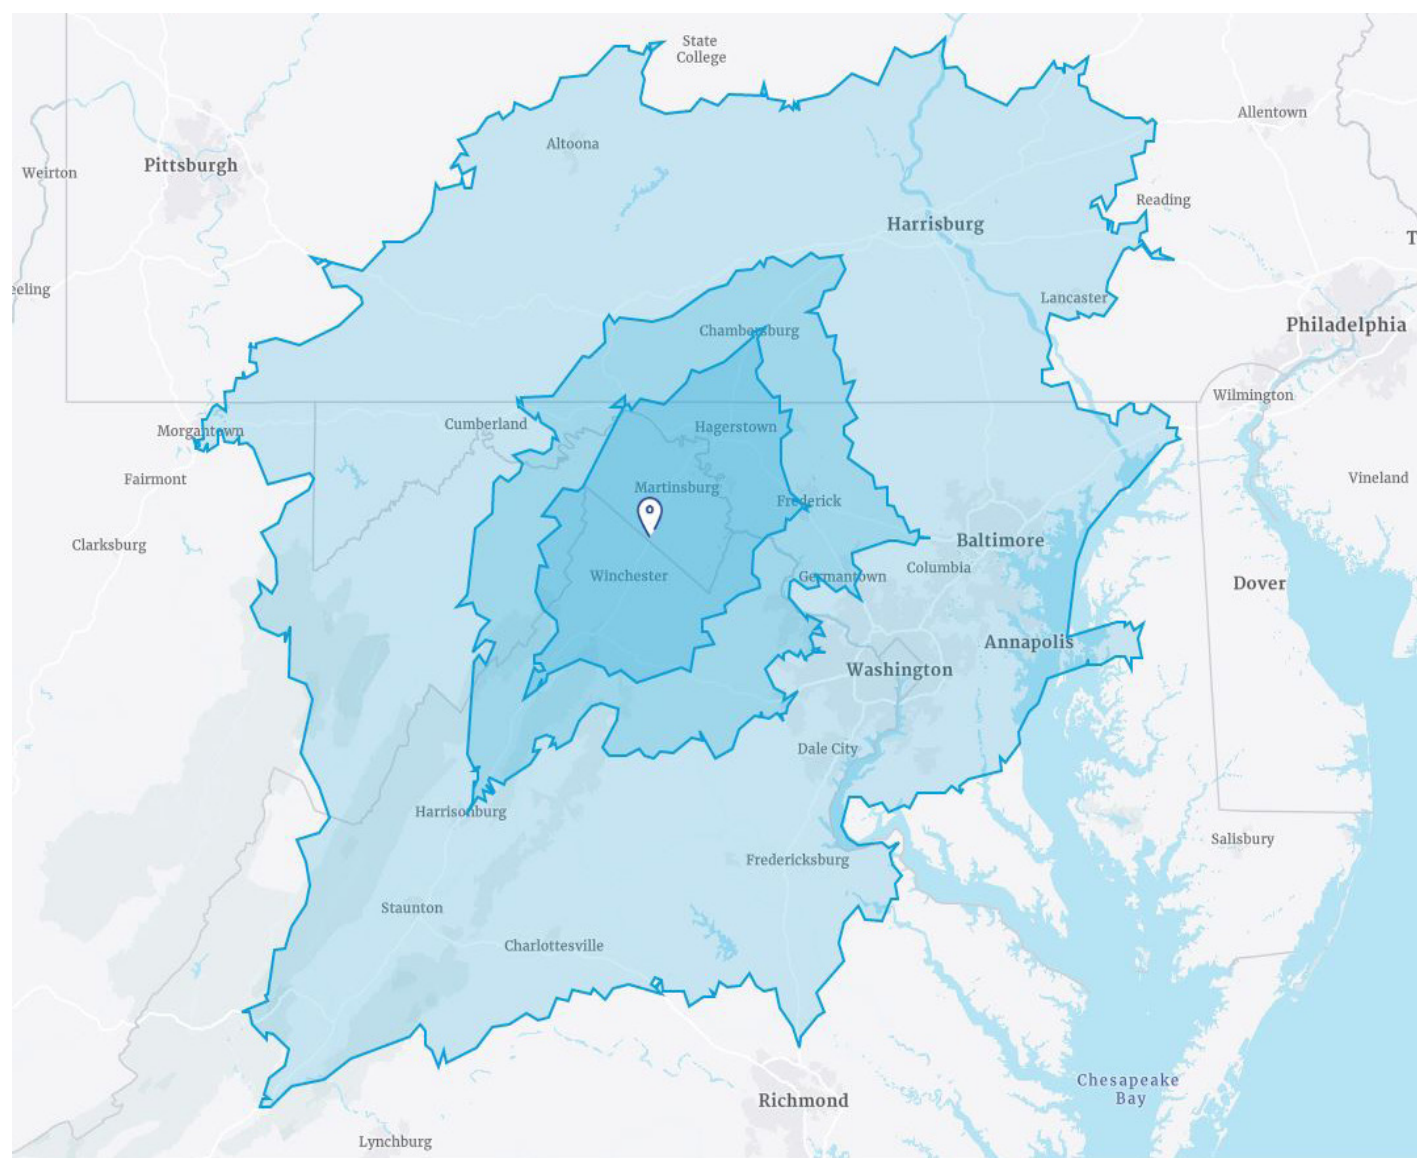 State
College
Allentown
Altoona
Pittsburgh
Weirton
Reading
Harrisburg
T
eeling
Lancaster
Philadelphia
Chambersburg
Wilmington
Cumberland
Hagerstown
Morgantown
Fairmont
Vineland
Martinsburg
Frederick
Clarksburg
Baltimore
Columbia
Winchester
Germantown
Dover
Annapolis
Washington
Dale City
Harrisonburg
Salisbury
Fredericksburg
Staunton
Charlottesville
Chesapeake
Bay
Richmond
Lynchburg